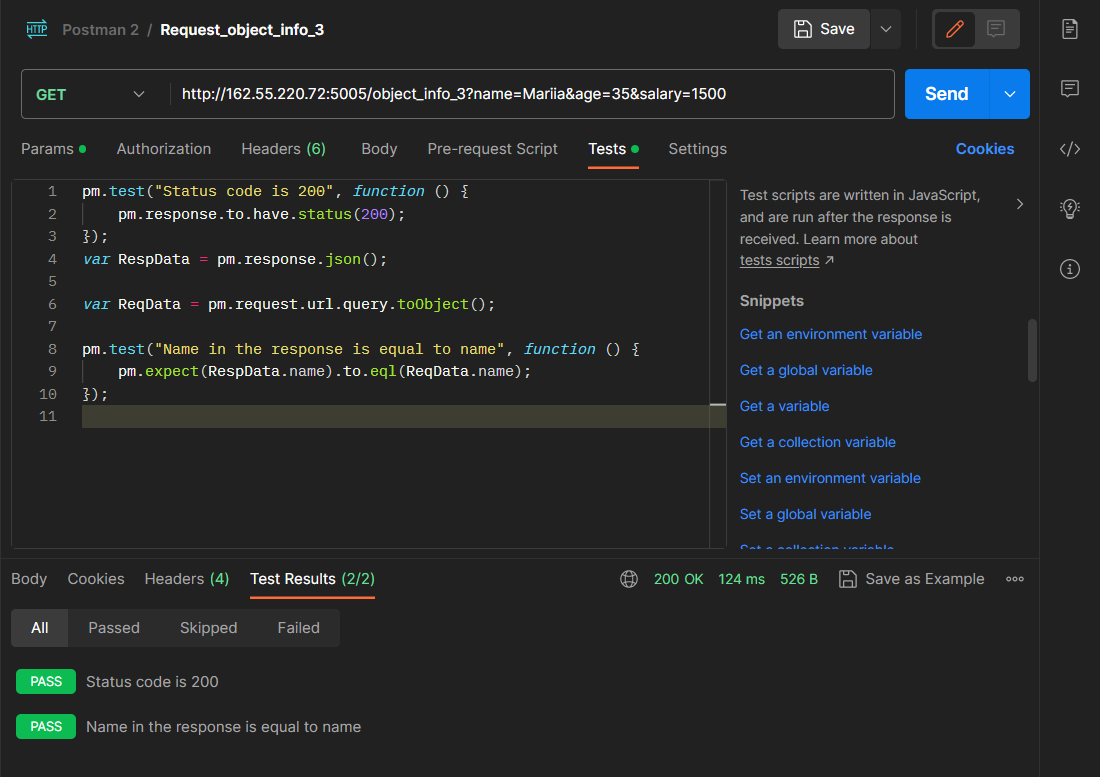 HTTP Postman 2 / Request_object_info_3 Save
GET http://162.55.220.72:5005/object_info_3?name=Mariia&age=35&salary=1500 Send
Params Authorization Headers (6) Body Pre-request Script Tests Settings Cookies
1 pm.test("Status code is 200", function () {
2 pm.response.to.have.status(200);
3 });
4 var RespData = pm.response.json();
5
6 var ReqData = pm.request.url.query.toObject();
7
8 pm.test("Name in the response is equal to name", function () {
9 pm.expect(RespData.name).to.eql(ReqData.name);
10 });
11
Test scripts are written in JavaScript,
and are run after the response is
received. Learn more about
tests scripts ↗
Snippets
Get an environment variable
Get a global variable
Get a variable
Get a collection variable
Set an environment variable
Set a global variable
Set a collection variable
Body Cookies Headers (4) Test Results (2/2) 200 OK 124 ms 526 B Save as Example
All Passed Skipped Failed
PASS Status code is 200
PASS Name in the response is equal to name